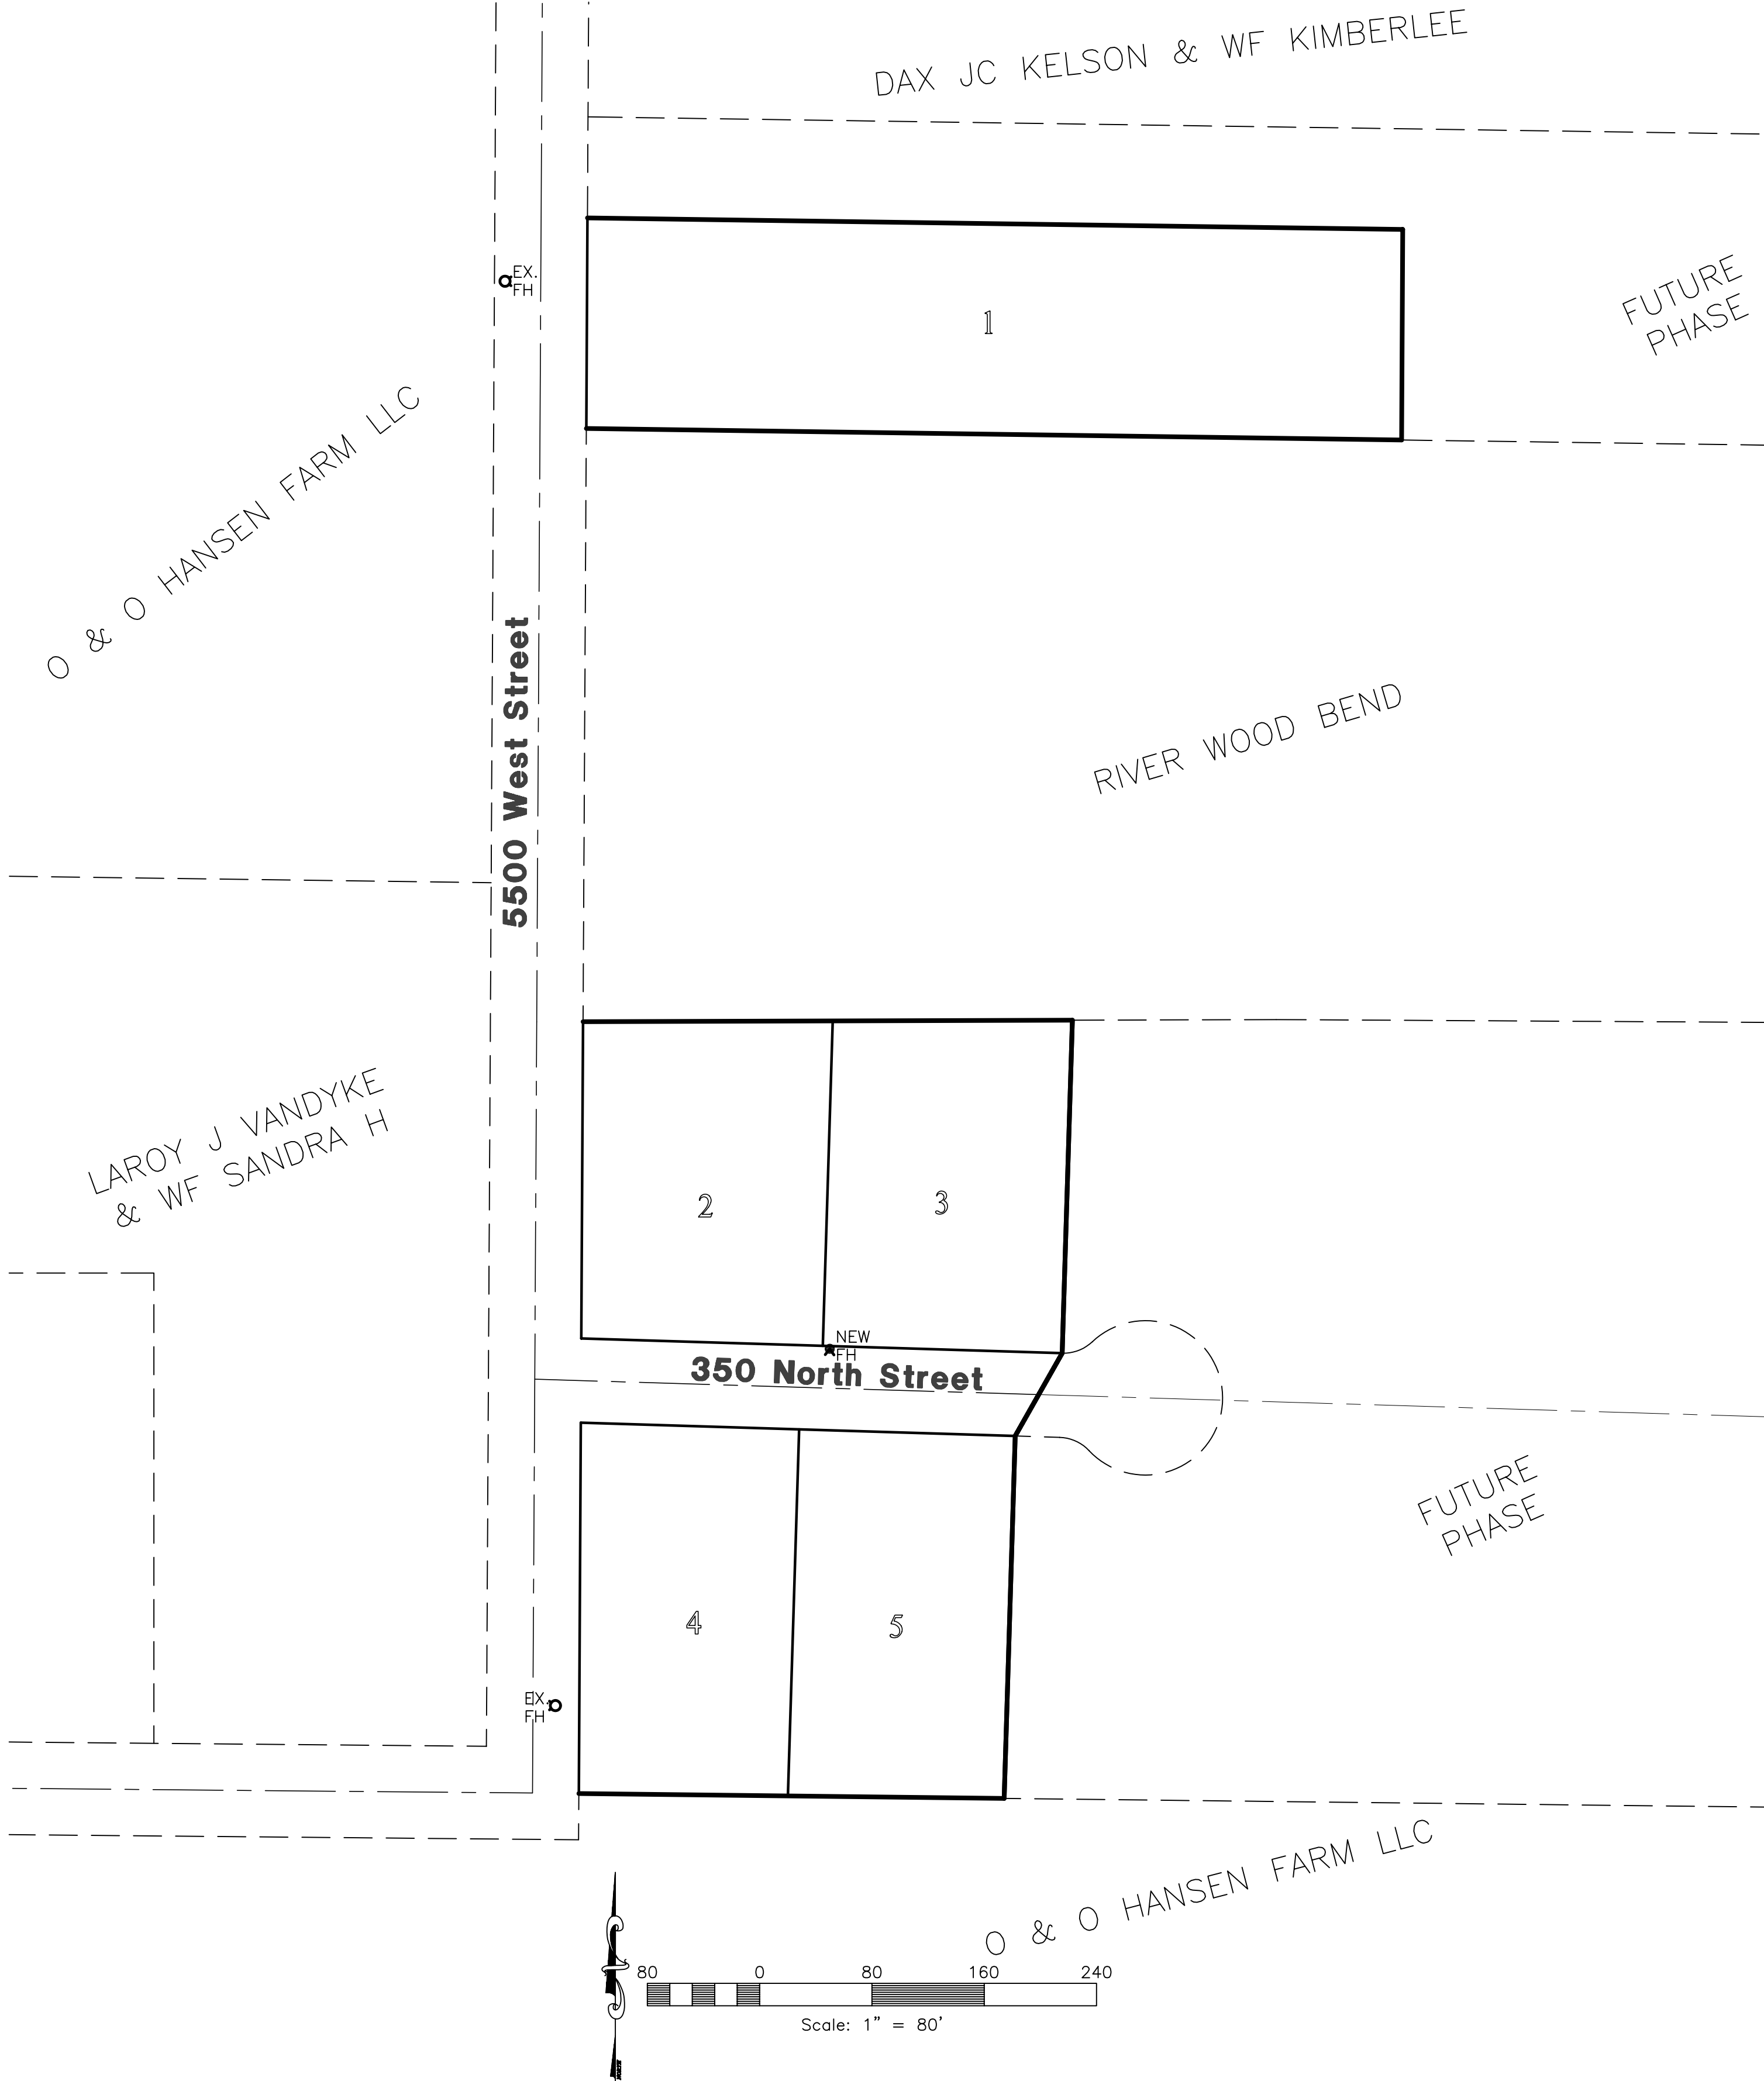 DAX JC KELSON & WF KIMBERLEE
EX.
FH
1
FUTURE
PHASE
O & O HANSEN FARM LLC
5500 West Street
RIVER WOOD BEND
LAROY J VANDYKE
& WF SANDRA H
2
3
NEW
FH
350 North Street
FUTURE
PHASE
4
5
EX.
FH
O & O HANSEN FARM LLC
80 0 80 160 240
Scale: 1" = 80'